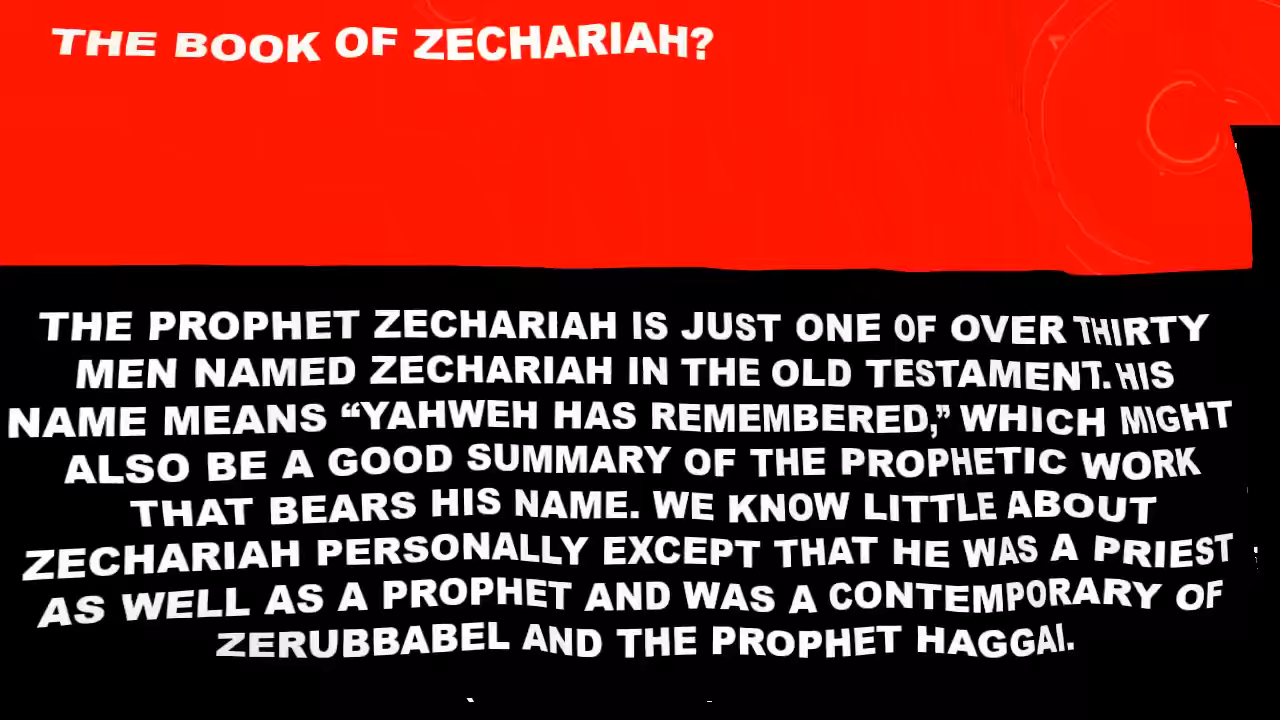 THE BOOK OF ZECHARIAH?
THE PROPHET ZECHARIAH IS JUST ONE OF OVER THIRTY
MEN NAMED ZECHARIAH IN THE OLD TESTAMENT. HIS
NAME MEANS “YAHWEH HAS REMEMBERED,” WHICH MIGHT
ALSO BE A GOOD SUMMARY OF THE PROPHETIC WORK
THAT BEARS HIS NAME. WE KNOW LITTLE ABOUT
ZECHARIAH PERSONALLY EXCEPT THAT HE WAS A PRIEST
AS WELL AS A PROPHET AND WAS A CONTEMPORARY OF
ZERUBBABEL AND THE PROPHET HAGGAI.